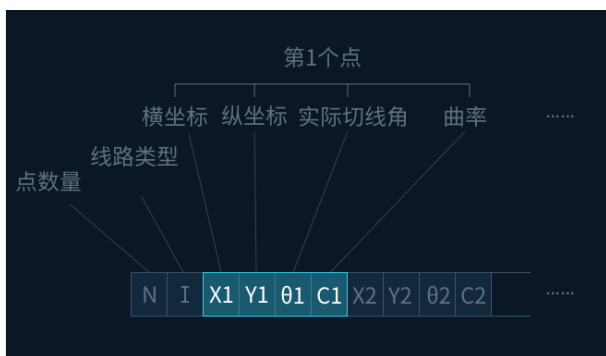 第1个点
横坐标 纵坐标 实际切线角 曲率 ……
线路类型
点数量
N I X1 Y1 θ1 C1 X2 Y2 θ2 C2 ……